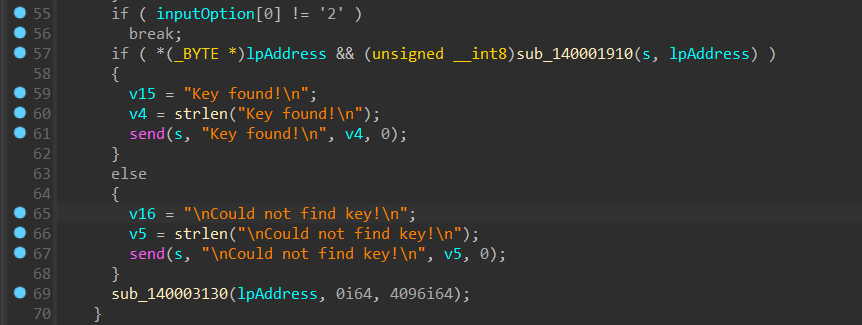 55 if ( inputOption[0] != '2' )
56 break;
57 if ( *(_BYTE *)lpAddress && (unsigned __int8)sub_140001910(s, lpAddress) )
58 {
59 v15 = "Key found!\n";
60 v4 = strlen("Key found!\n");
61 send(s, "Key found!\n", v4, 0);
62 }
63 else
64 {
65 v16 = "\nCould not find key!\n";
66 v5 = strlen("\nCould not find key!\n");
67 send(s, "\nCould not find key!\n", v5, 0);
68 }
69 sub_140003130(lpAddress, 0i64, 4096i64);
70 }